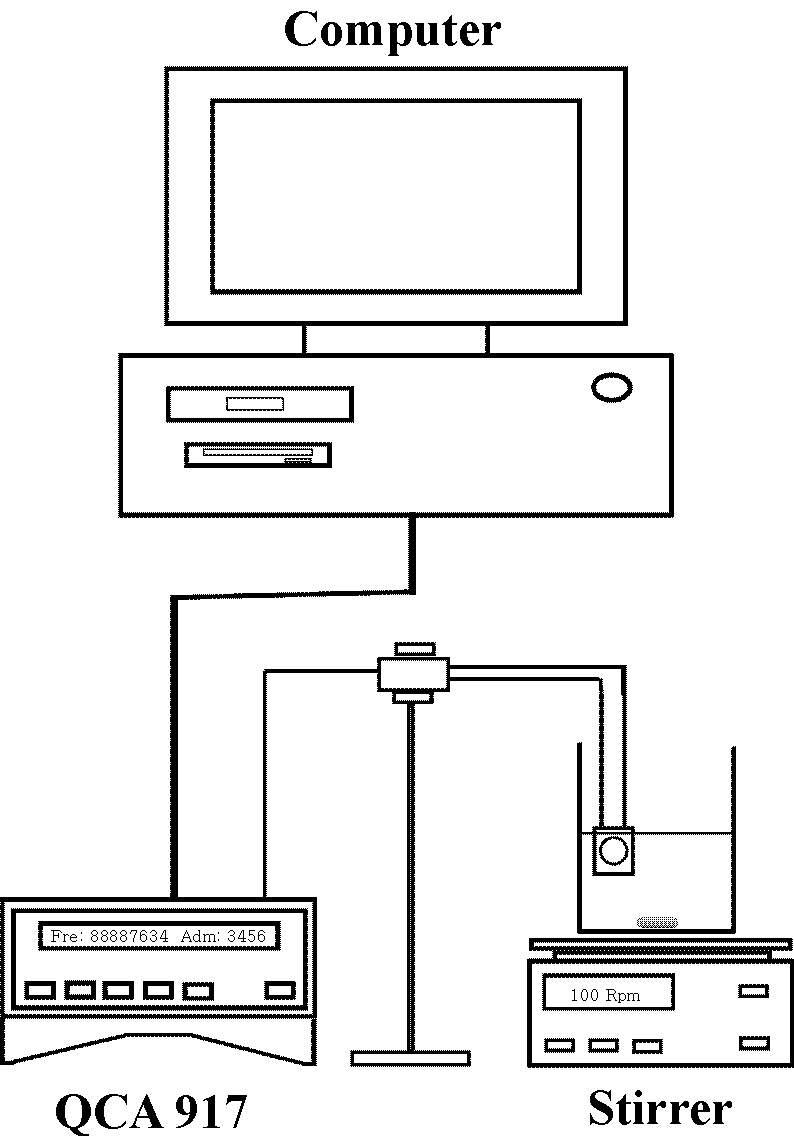 Computer
Fre: 88887634 Adm: 3456
100 Rpm
QCA 917
Stirrer